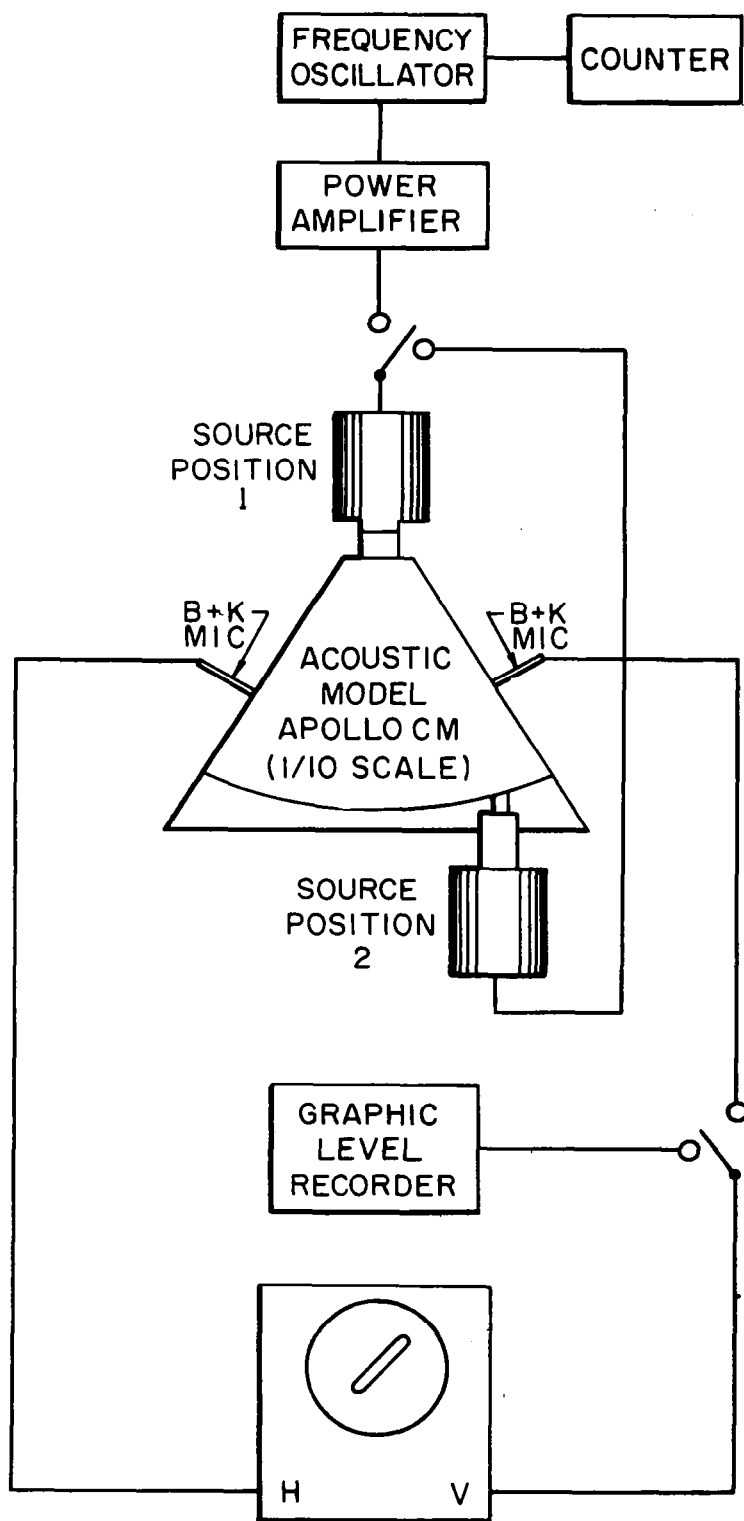 FREQUENCY
OSCILLATOR
COUNTER
POWER
AMPLIFIER
SOURCE
POSITION
1
B+K
MIC
B+K
MIC
ACOUSTIC
MODEL
APOLLO CM
(1/10 SCALE)
SOURCE
POSITION
2
GRAPHIC
LEVEL
RECORDER
H V